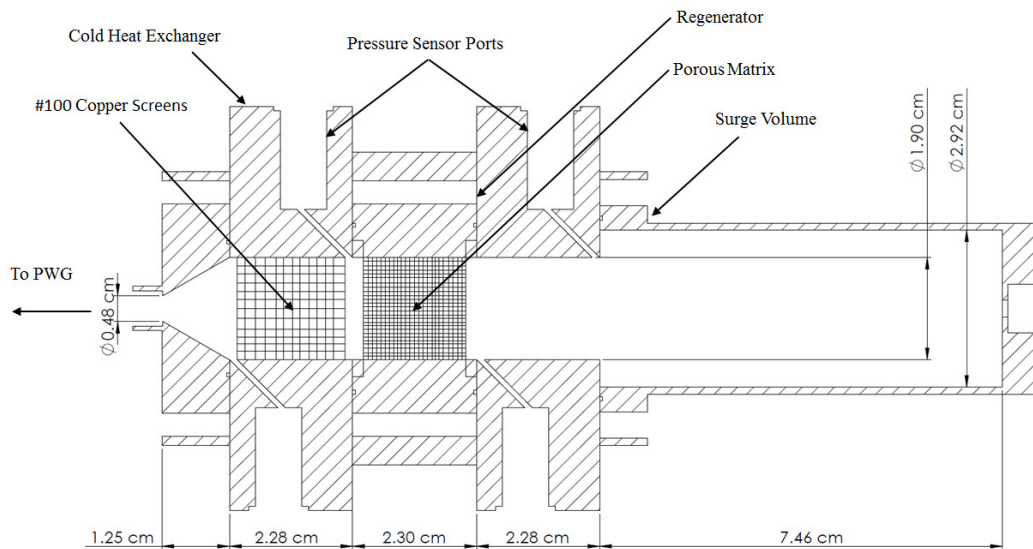 Regenerator
Cold Heat Exchanger
Pressure Sensor Ports
Porous Matrix
#100 Copper Screens
Surge Volume
∅1.90 cm
∅2.92 cm
To PWG
∅0.48 cm
1.25 cm
2.28 cm
2.30 cm
2.28 cm
7.46 cm